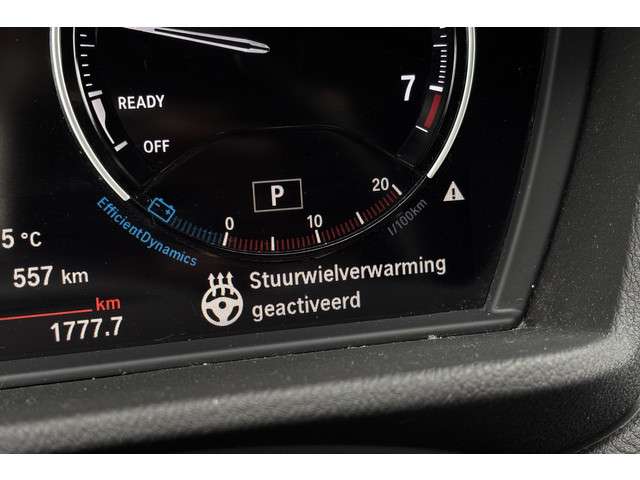 READY
7
OFF
P
0
10
20
l/100km
EfficientDynamics
5 °C
557 km
km
1777.7
Stuurwielverwarming
geactiveerd